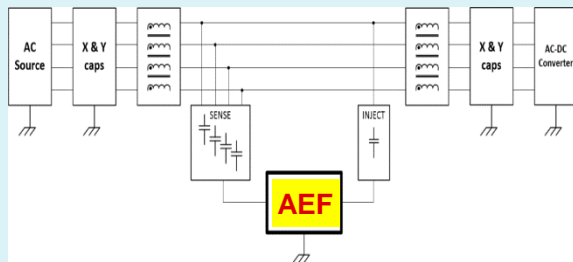 AC
Source
X & Y
caps
X & Y
caps
AC-DC
Converter
SENSE
INJECT
AEF